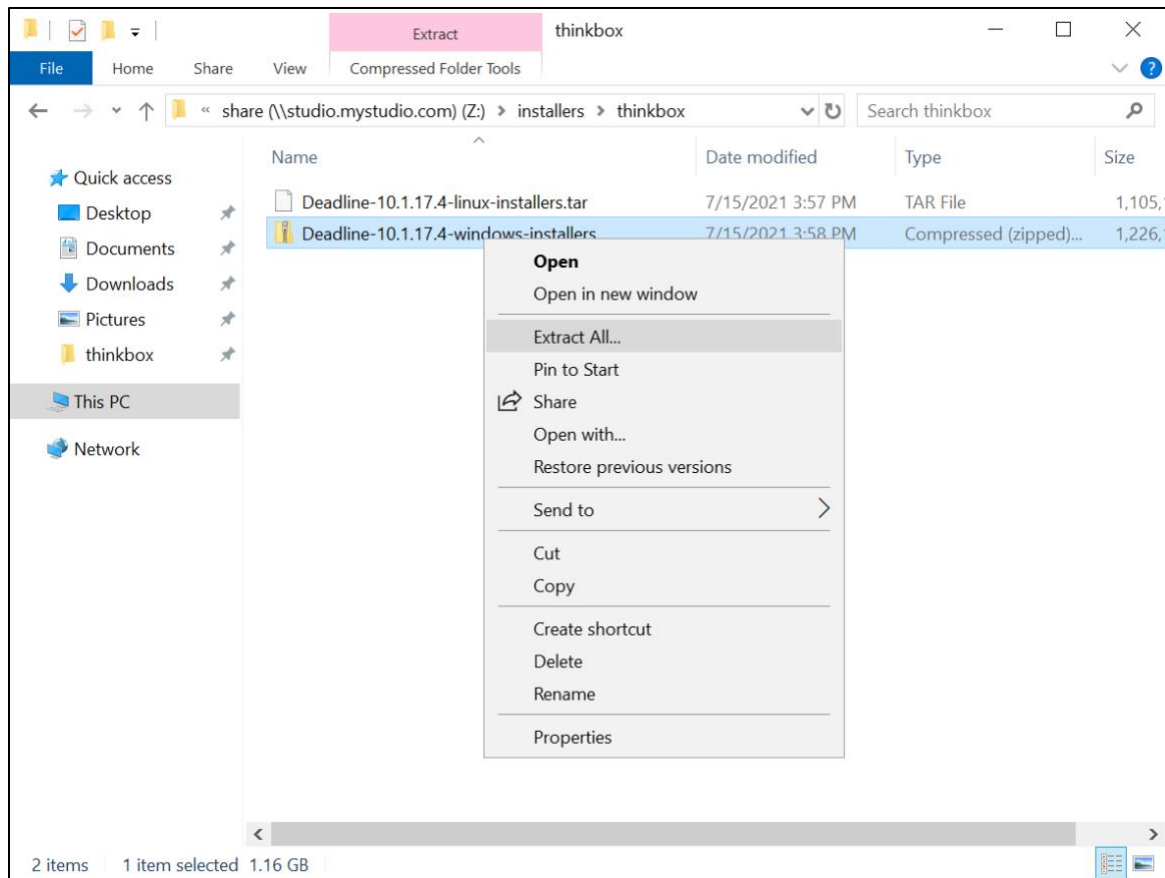 Extract
thinkbox
File
Home
Share
View
Compressed Folder Tools
?
« share (\\studio.mystudio.com) (Z:) > installers > thinkbox
Search thinkbox
Name
Date modified
Type
Size
Quick access
Desktop
Documents
Downloads
Pictures
thinkbox
This PC
Network
Deadline-10.1.17.4-linux-installers.tar
7/15/2021 3:57 PM
TAR File
1,105,
Deadline-10.1.17.4-windows-installers
7/15/2021 3:58 PM
Compressed (zipped)...
1,226,
Open
Open in new window
Extract All...
Pin to Start
Share
Open with...
Restore previous versions
Send to
Cut
Copy
Create shortcut
Delete
Rename
Properties
2 items
1 item selected 1.16 GB